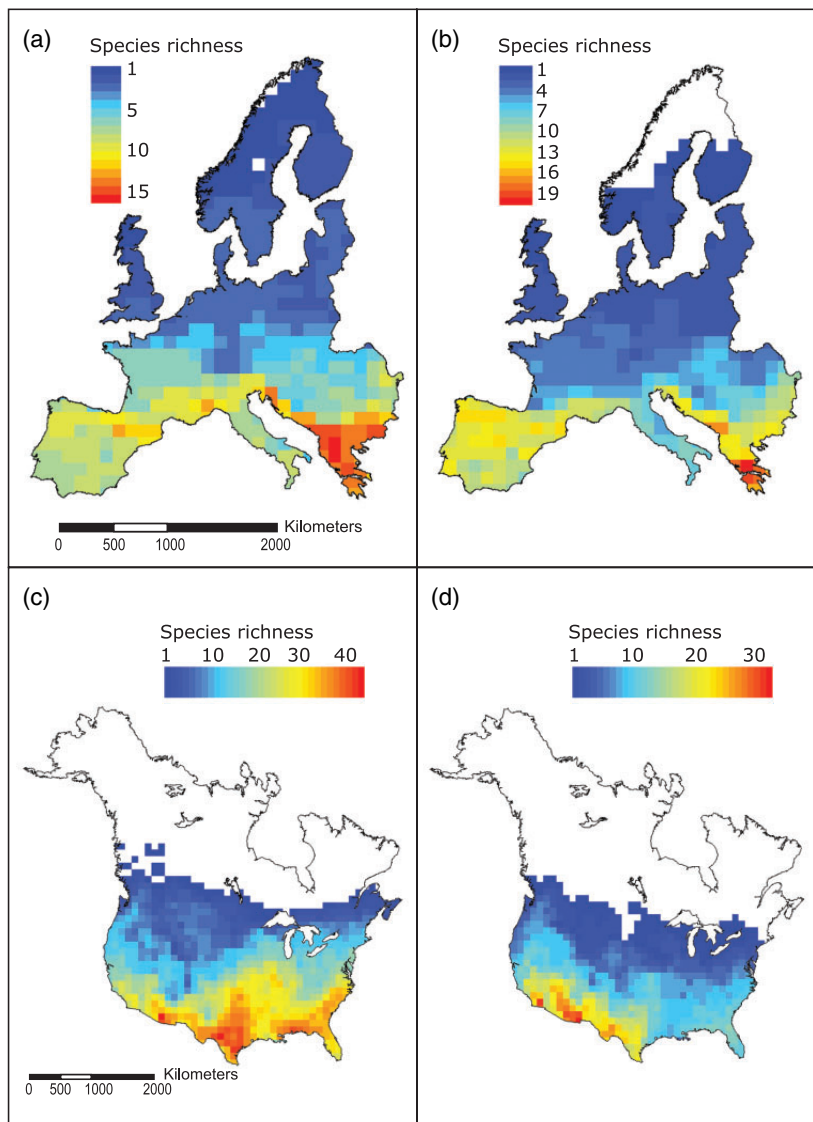 (a)
Species richness
1
5
10
15
Kilometers
0 500 1000 2000
(b)
Species richness
1
4
7
10
13
16
19
(c)
Species richness
1 10 20 30 40
Kilometers
0 500 1000 2000
(d)
Species richness
1 10 20 30